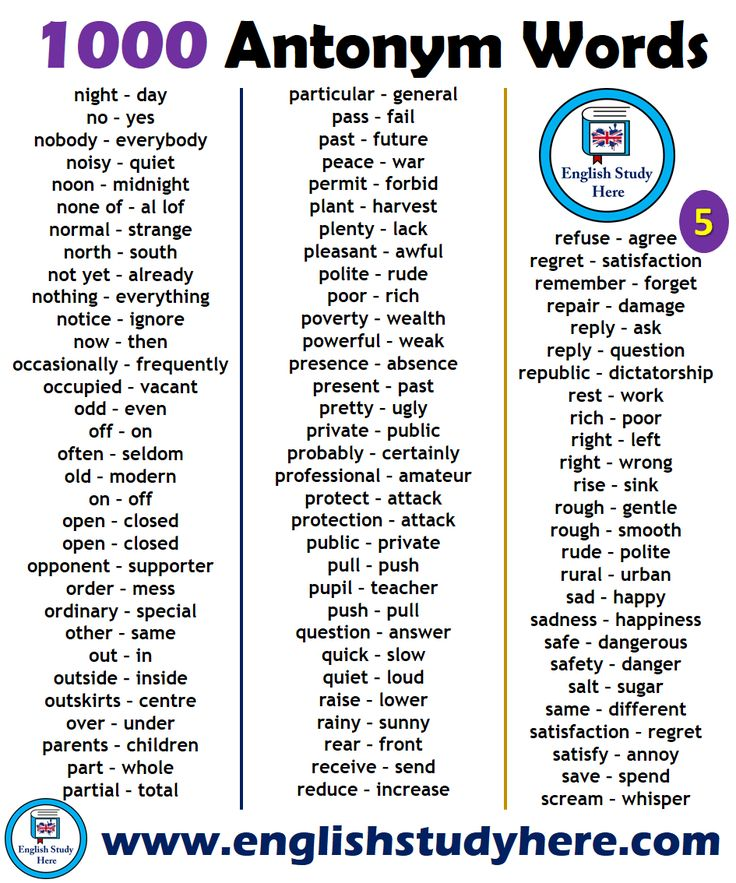 1000 Antonym Words
night – day
no – yes
nobody – everybody
noisy – quiet
noon – midnight
none of – al lof
normal – strange
north – south
not yet – already
nothing – everything
notice – ignore
now – then
occasionally – frequently
occupied – vacant
odd – even
off – on
often – seldom
old – modern
on – off
open – closed
open – closed
opponent – supporter
order – mess
ordinary – special
other – same
out – in
outside – inside
outskirts – centre
over – under
parents – children
part – whole
partial – total
particular – general
pass – fail
past – future
peace – war
permit – forbid
plant – harvest
plenty – lack
pleasant – awful
polite – rude
poor – rich
poverty – wealth
powerful – weak
presence – absence
present – past
pretty – ugly
private – public
probably – certainly
professional – amateur
protect – attack
protection – attack
public – private
pull – push
pupil – teacher
push – pull
question – answer
quick – slow
quiet – loud
raise – lower
rainy – sunny
rear – front
receive – send
reduce – increase
English Study
Here
5
refuse – agree
regret – satisfaction
remember – forget
repair – damage
reply – ask
reply – question
republic – dictatorship
rest – work
rich – poor
right – left
right – wrong
rise – sink
rough – gentle
rough – smooth
rude – polite
rural – urban
sad – happy
sadness – happiness
safe – dangerous
safety – danger
salt – sugar
same – different
satisfaction – regret
satisfy – annoy
save – spend
scream – whisper
English Study
Here
www.englishstudyhere.com